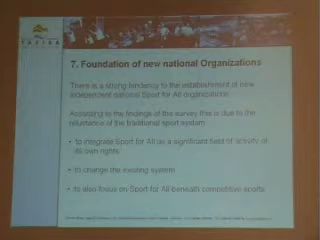 TAFISA
7. Foundation of new national Organizations
There is a strong tendency to the establishment of new
independent national Sport for All organizations
According to the findings of the survey this is due to the
reluctance of the traditional sport system
• to integrate Sport for All as a significant field of activity of
its own rights
• to change the existing system
• to also focus on Sport for All beneath competitive sports